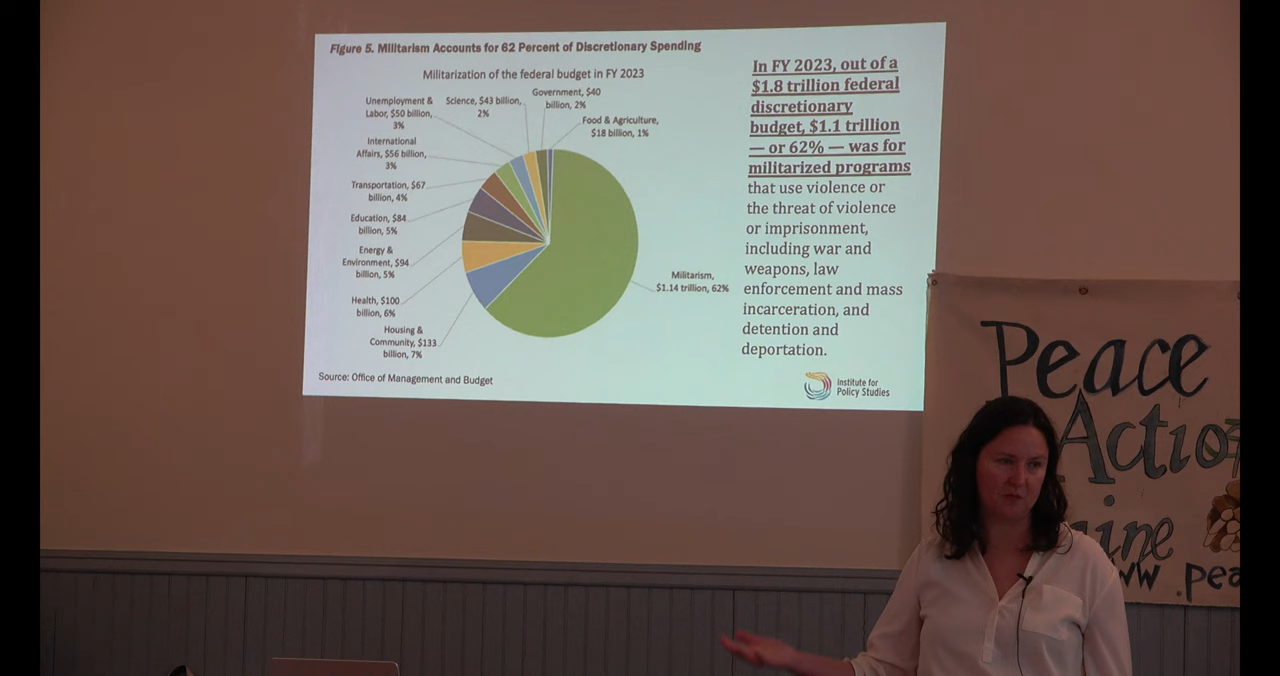 Figure 5. Militarism Accounts for 62 Percent of Discretionary Spending
Militarization of the federal budget in FY 2023
Unemployment &
Labor, $50 billion,
3%
Science, $43 billion,
2%
Government, $40
billion, 2%
Food & Agriculture,
$18 billion, 1%
International
Affairs, $56 billion,
3%
Transportation, $67
billion, 4%
Education, $84
billion, 5%
Energy &
Environment, $94
billion, 5%
Health, $100
billion, 6%
Housing &
Community, $133
billion, 7%
Militarism,
$1.14 trillion, 62%
Source: Office of Management and Budget
In FY 2023, out of a
$1.8 trillion federal
discretionary
budget, $1.1 trillion
— or 62% — was for
militarized programs
that use violence or
the threat of violence
or imprisonment,
including war and
weapons, law
enforcement and mass
incarceration, and
detention and
deportation.
Institute for
Policy Studies
Peace
Actio
aine
ww.pea